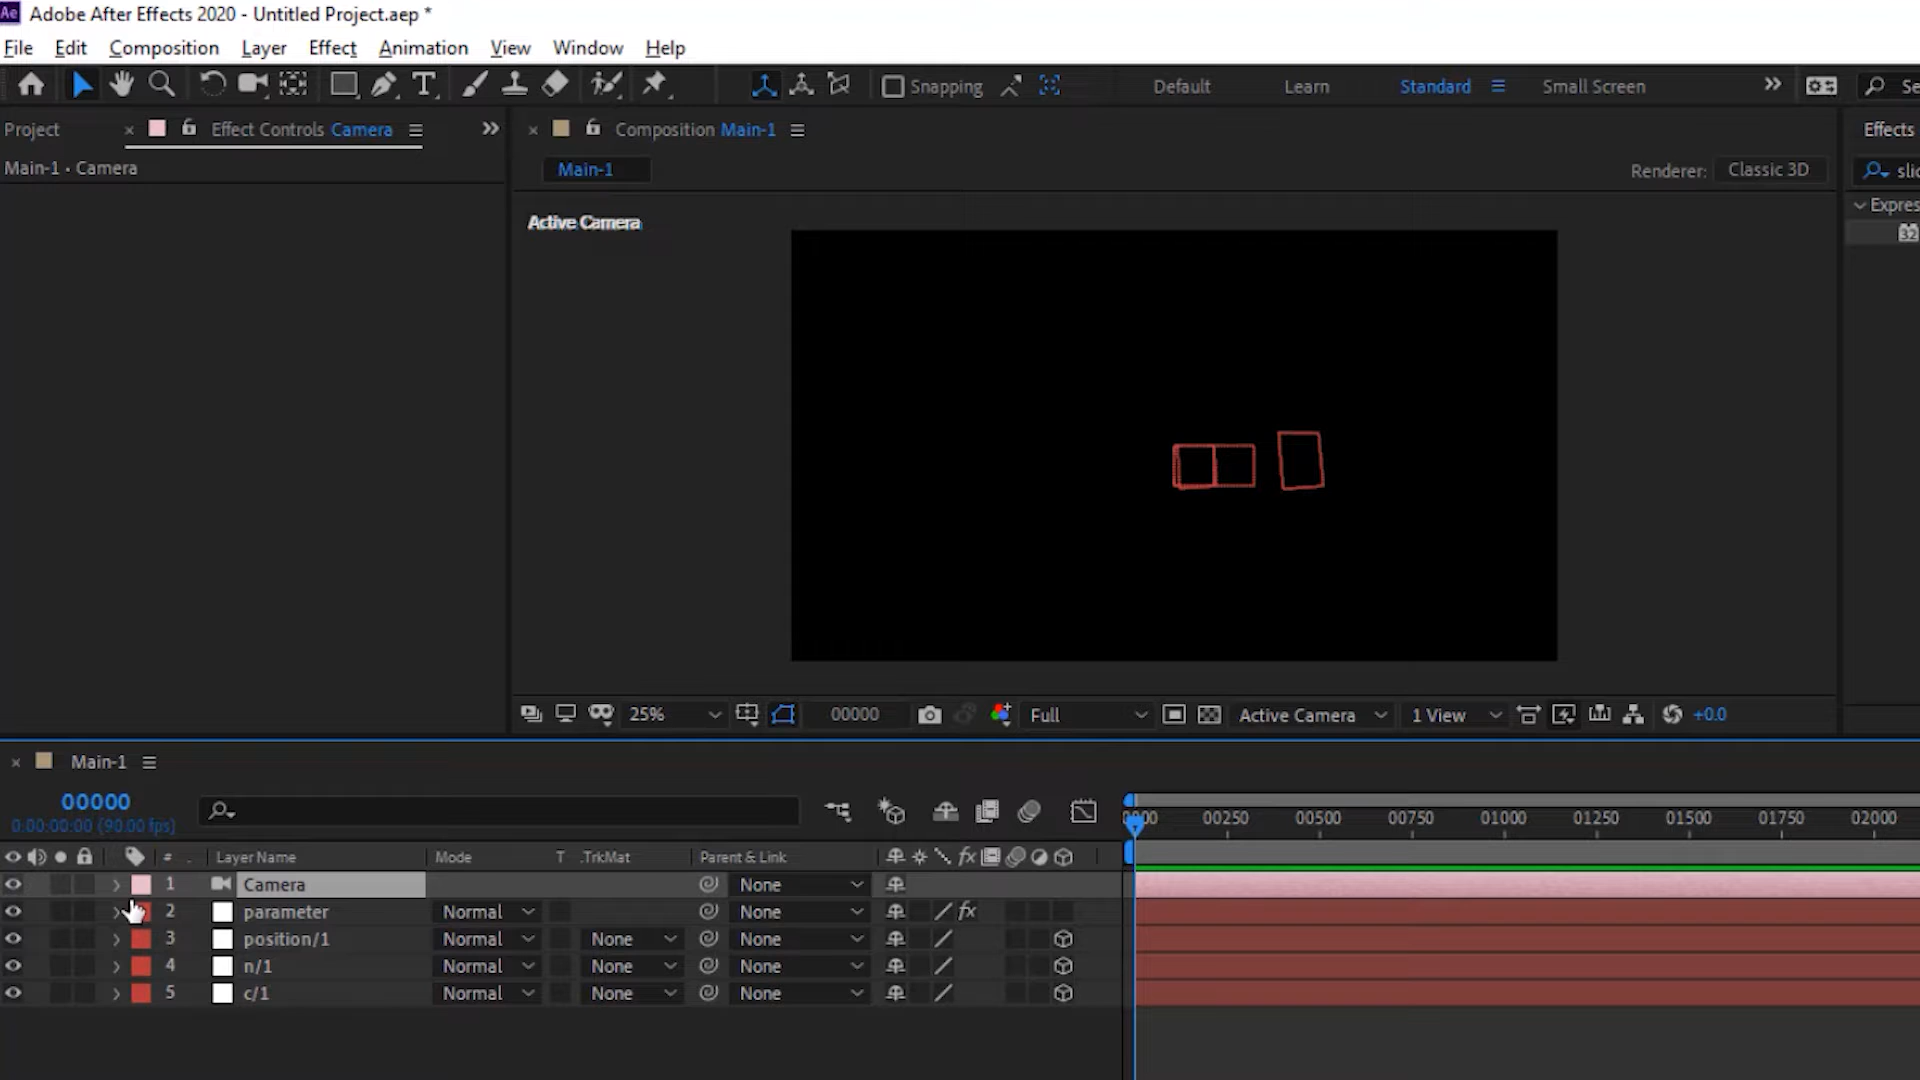 Ae Adobe After Effects 2020 - Untitled Project.aep *
File Edit Composition Layer Effect Animation View Window Help
T Snapping Default Learn Standard Small Screen
Project × Effect Controls Camera × Composition Main-1 Effects
Main-1 • Camera
Main-1 Renderer: Classic 3D
Active Camera
25% 00000 Full Active Camera 1 View +0.0
× Main-1
00000
0:00:00:00 (90.00 fps)
00250 00500 00750 01000 01250 01500 01750 02000
# Layer Name Mode T .TrkMat Parent & Link fx
1 Camera None
2 parameter Normal None fx
3 position/1 Normal None None
4 n/1 Normal None None
5 c/1 Normal None None